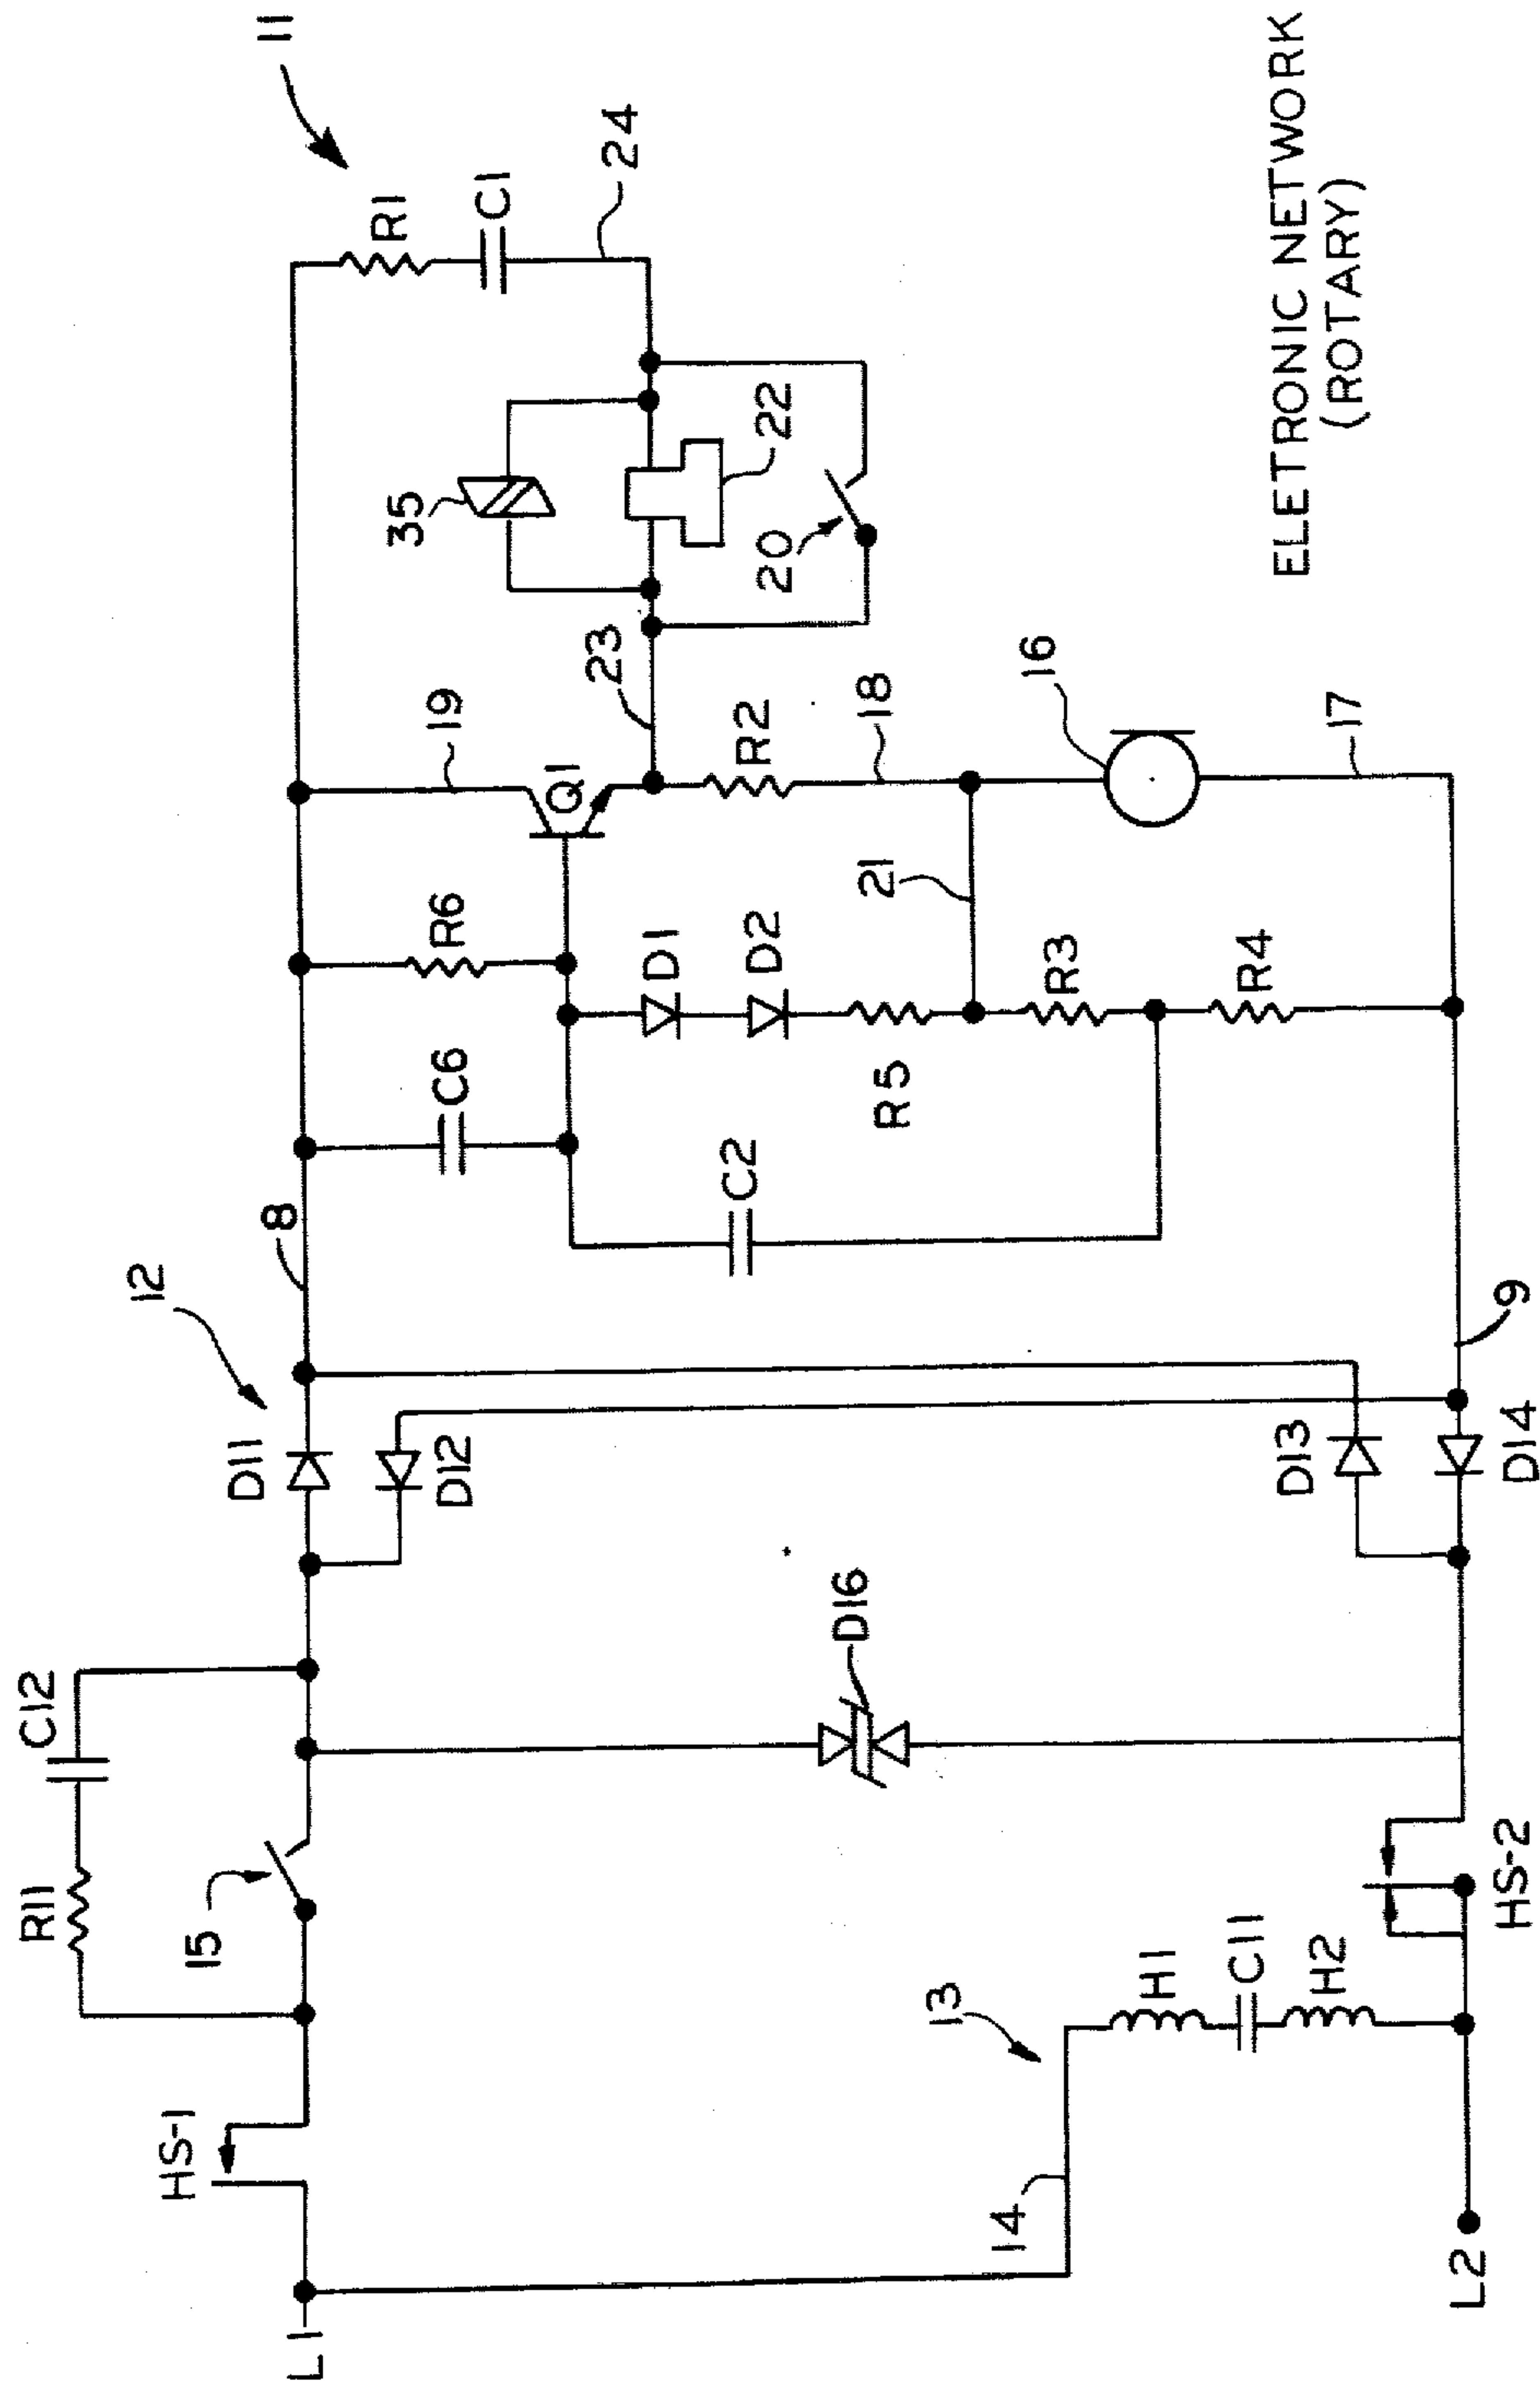 11
R1
C1
24
35
22
20
23
19
Q1
R2
18
16
17
R6
21
D1
D2
R3
R4
R5
C6
C2
8
12
9
D11
D12
D13
D14
D16
C12
R11
15
HS-1
HS-2
13
H1
C11
H2
14
L1
L2
ELETRONIC NETWORK
(ROTARY)